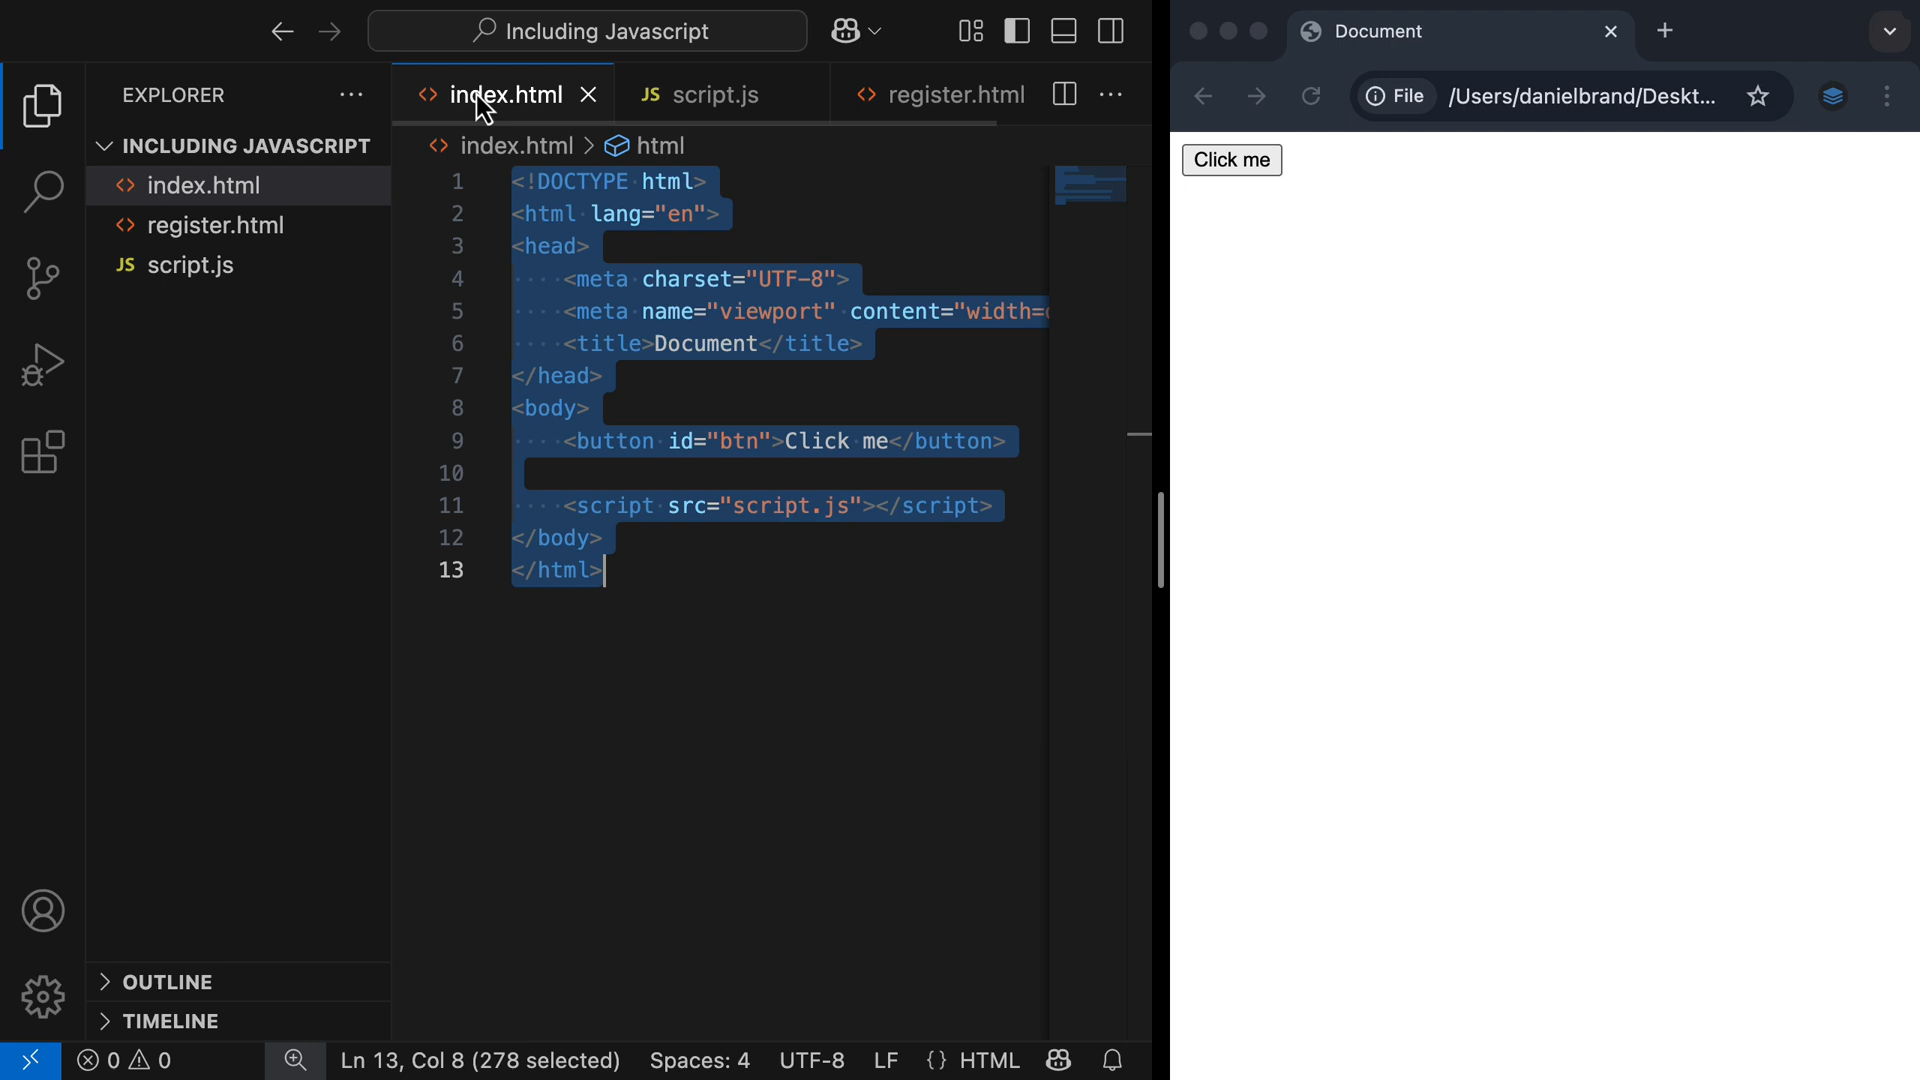 Including Javascript
EXPLORER
INCLUDING JAVASCRIPT
index.html
register.html
JS script.js
OUTLINE
TIMELINE
index.html
JS script.js
register.html
index.html > html
1 <!DOCTYPE html>
2 <html lang="en">
3 <head>
4 <meta charset="UTF-8">
5 <meta name="viewport" content="width=
6 <title>Document</title>
7 </head>
8 <body>
9 <button id="btn">Click me</button>
10
11 <script src="script.js"></script>
12 </body>
13 </html>
0 0 Ln 13, Col 8 (278 selected) Spaces: 4 UTF-8 LF {} HTML
Document
File /Users/danielbrand/Deskt...
Click me